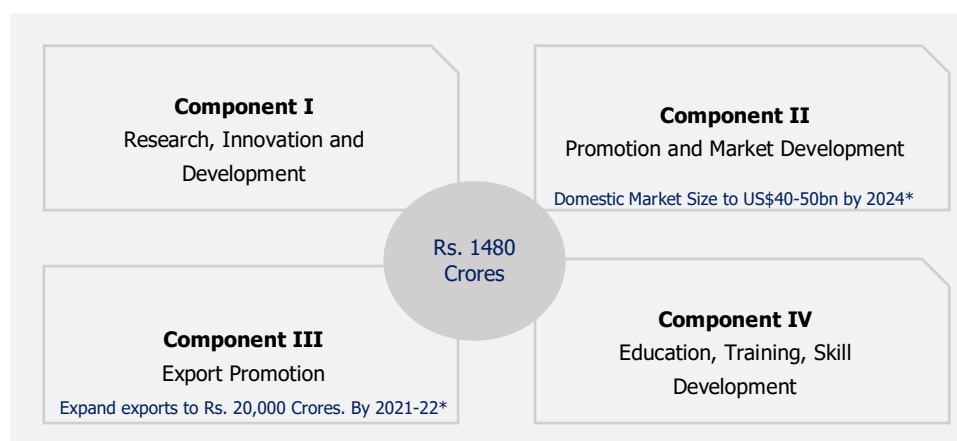 Component I
Research, Innovation and
Development
Component II
Promotion and Market Development
Domestic Market Size to US$40-50bn by 2024*
Rs. 1480
Crores
Component III
Export Promotion
Expand exports to Rs. 20,000 Crores. By 2021-22*
Component IV
Education, Training, Skill
Development